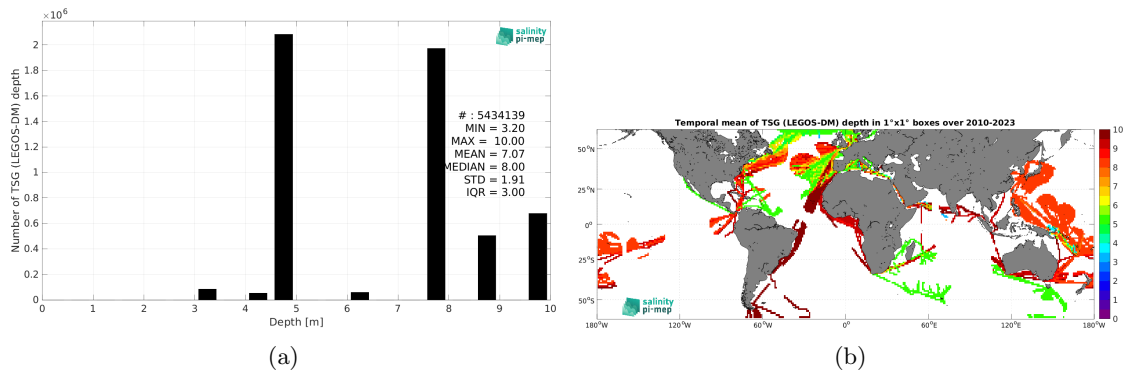 ×10⁶
salinity
pi-mep
Number of TSG (LEGOS-DM) depth
2
1.8
1.6
1.4
1.2
1
0.8
0.6
0.4
0.2
0
# : 5434139
MIN = 3.20
MAX = 10.00
MEAN = 7.07
MEDIAN = 8.00
STD = 1.91
IQR = 3.00
0 1 2 3 4 5 6 7 8 9 10
Depth [m]
(a)
Temporal mean of TSG (LEGOS-DM) depth in 1°x1° boxes over 2010-2023
50°N
25°N
0°
25°S
50°S
salinity
pi-mep
180°W 120°W 60°W 0° 60°E 120°E 180°W
10
9
8
7
6
5
4
3
2
1
0
(b)